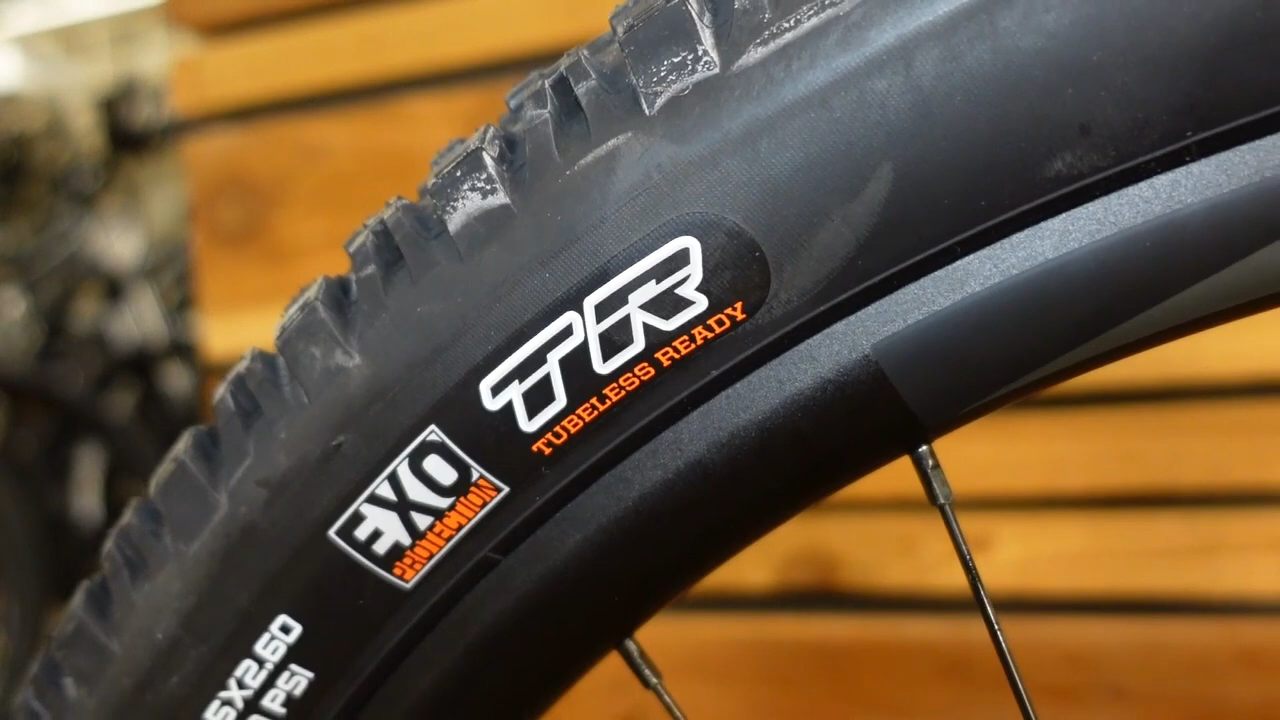 TR
TUBELESS READY
EXO
PROTECTION
5X2.60
PSI